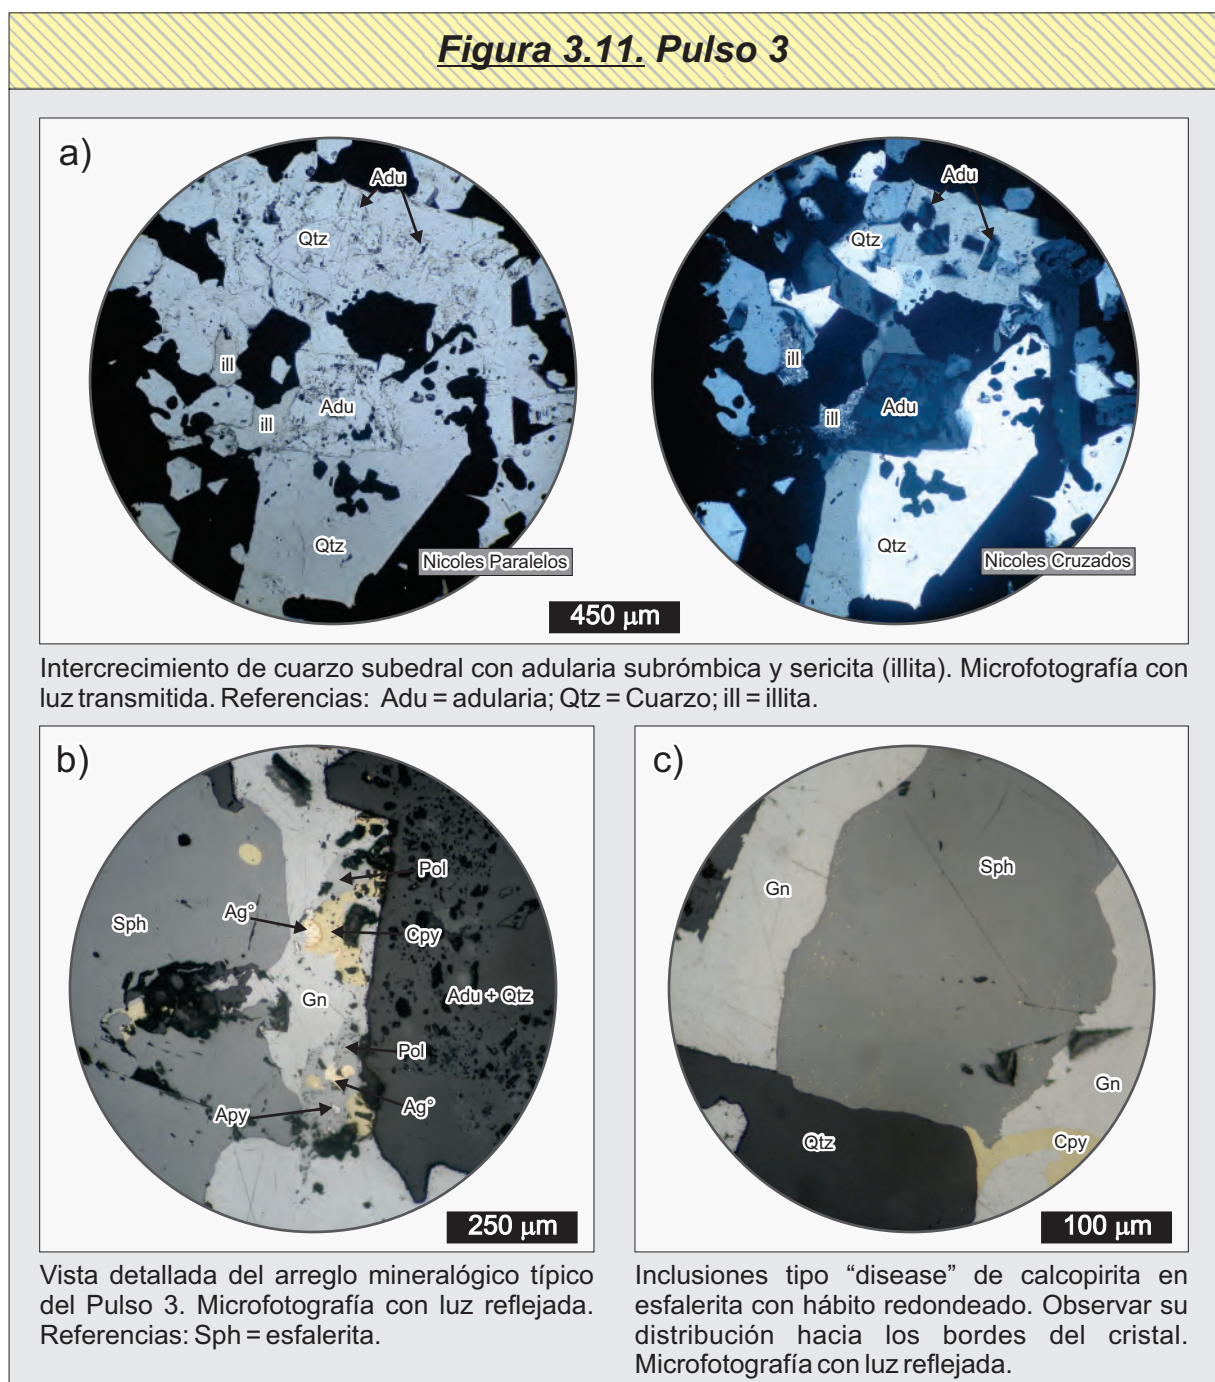 Figura 3.11. Pulso 3
a)
Adu
Qtz
ill
ill
Adu
Qtz
Nicoles Paralelos
Adu
Qtz
ill
ill
Adu
Qtz
Nicoles Cruzados
450 μm
Intercrecimiento de cuarzo subedral con adularia subrómbica y sericita (illita). Microfotografía con
luz transmitida. Referencias: Adu = adularia; Qtz = Cuarzo; ill = illita.
b)
Pol
Ag°
Sph
Cpy
Gn
Adu + Qtz
Pol
Ag°
Apy
250 μm
Vista detallada del arreglo mineralógico típico
del Pulso 3. Microfotografía con luz reflejada.
Referencias: Sph = esfalerita.
c)
Sph
Gn
Gn
Cpy
Qtz
100 μm
Inclusiones tipo “disease” de calcopirita en
esfalerita con hábito redondeado. Observar su
distribución hacia los bordes del cristal.
Microfotografía con luz reflejada.